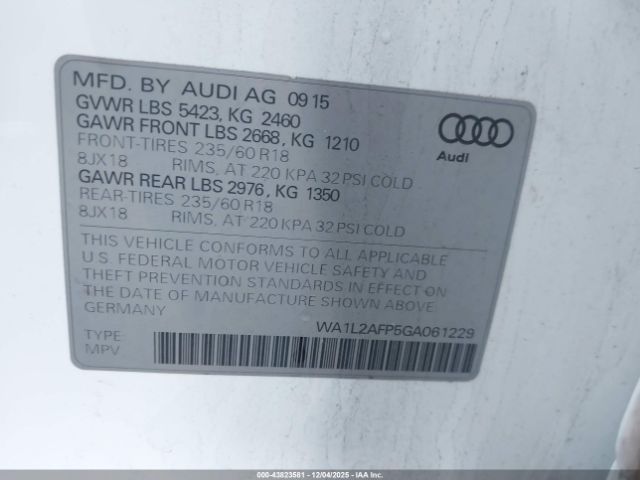 MFD. BY AUDI AG 09 15
GVWR LBS 5423, KG 2460
GAWR FRONT LBS 2668, KG 1210
FRONT-TIRES 235/60 R18
8JX18 RIMS, AT 220 KPA 32 PSI COLD
GAWR REAR LBS 2976, KG 1350
REAR-TIRES 235/60 R18
8JX18 RIMS, AT 220 KPA 32 PSI COLD
Audi
THIS VEHICLE CONFORMS TO ALL APPLICABLE
U.S. FEDERAL MOTOR VEHICLE SAFETY AND
THEFT PREVENTION STANDARDS IN EFFECT ON
THE DATE OF MANUFACTURE SHOWN ABOVE.
GERMANY
WA1L2AFP5GA061229
TYPE:
MPV
000-43823581 - 12/04/2025 - IAAI.COM